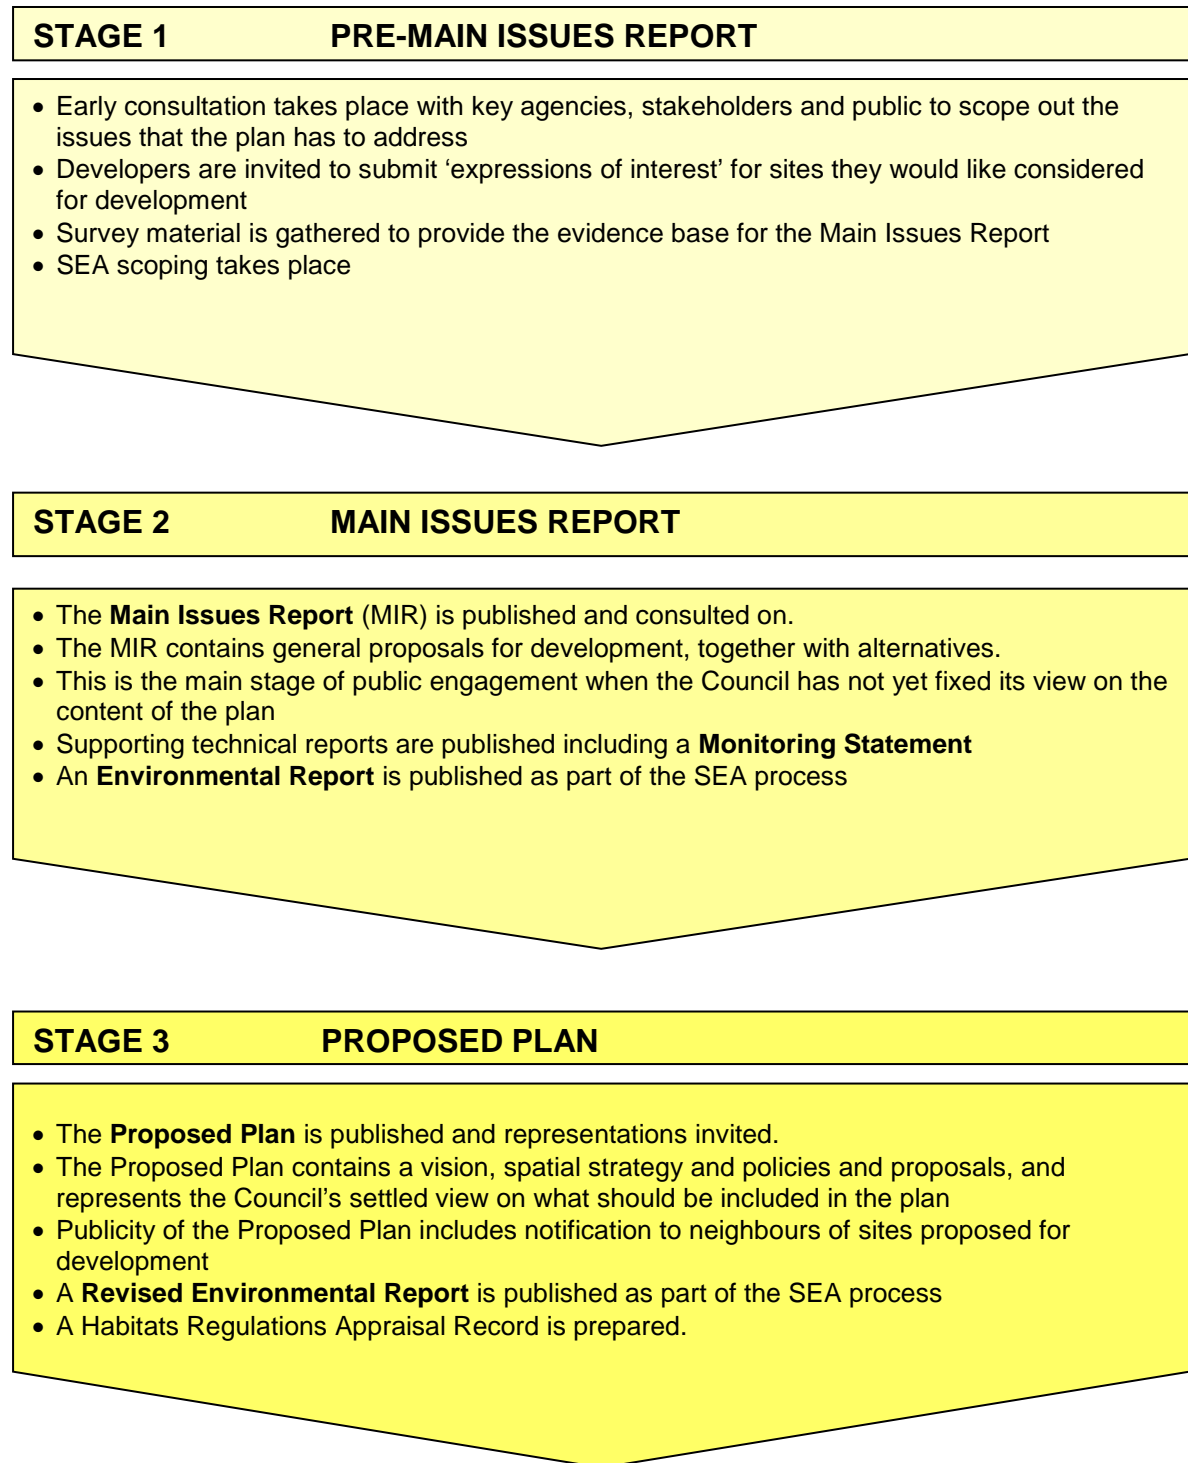 STAGE 1 PRE-MAIN ISSUES REPORT
• Early consultation takes place with key agencies, stakeholders and public to scope out the
issues that the plan has to address
• Developers are invited to submit ‘expressions of interest’ for sites they would like considered
for development
• Survey material is gathered to provide the evidence base for the Main Issues Report
• SEA scoping takes place
STAGE 2 MAIN ISSUES REPORT
• The Main Issues Report (MIR) is published and consulted on.
• The MIR contains general proposals for development, together with alternatives.
• This is the main stage of public engagement when the Council has not yet fixed its view on the
content of the plan
• Supporting technical reports are published including a Monitoring Statement
• An Environmental Report is published as part of the SEA process
STAGE 3 PROPOSED PLAN
• The Proposed Plan is published and representations invited.
• The Proposed Plan contains a vision, spatial strategy and policies and proposals, and
represents the Council’s settled view on what should be included in the plan
• Publicity of the Proposed Plan includes notification to neighbours of sites proposed for
development
• A Revised Environmental Report is published as part of the SEA process
• A Habitats Regulations Appraisal Record is prepared.